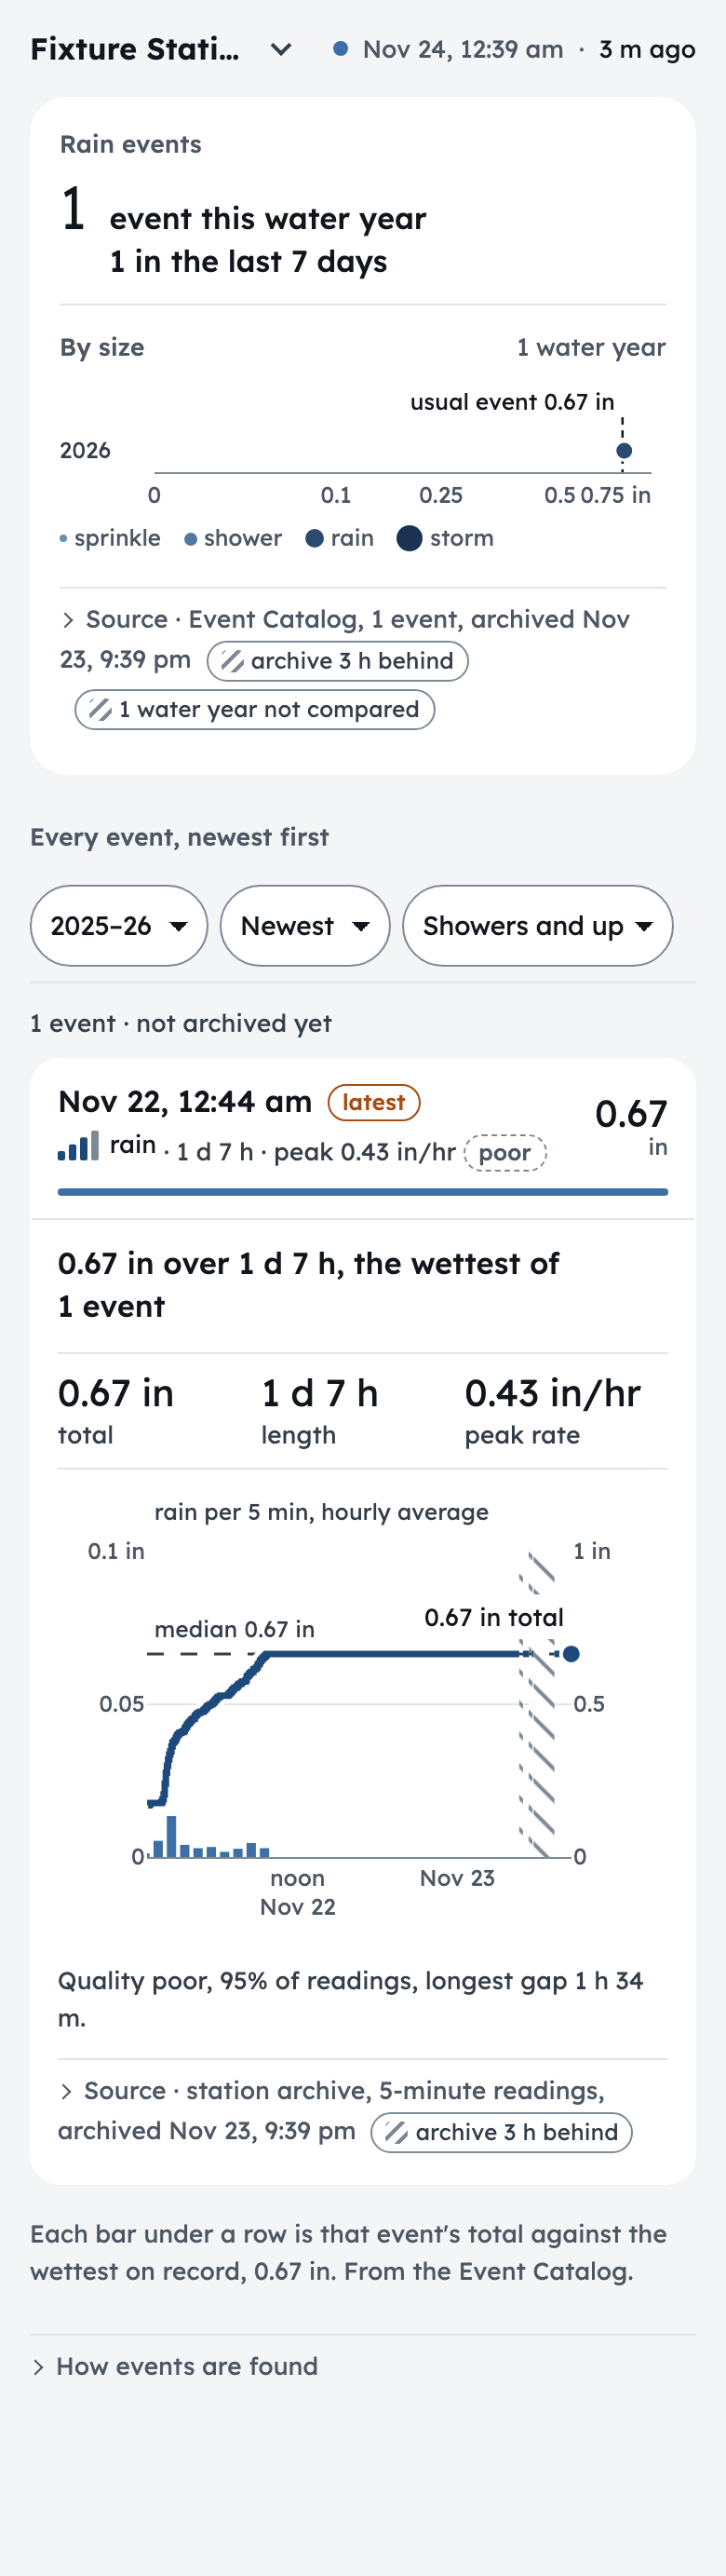 Fixture Stati... Nov 24, 12:39 am · 3 m ago
Rain events
1 event this water year
1 in the last 7 days
By size 1 water year
usual event 0.67 in
2026
0 0.1 0.25 0.5 0.75 in
sprinkle shower rain storm
Source · Event Catalog, 1 event, archived Nov
23, 9:39 pm archive 3 h behind
1 water year not compared
Every event, newest first
2025–26 Newest Showers and up
1 event · not archived yet
Nov 22, 12:44 am latest 0.67
rain · 1 d 7 h · peak 0.43 in/hr poor in
0.67 in over 1 d 7 h, the wettest of
1 event
0.67 in 1 d 7 h 0.43 in/hr
total length peak rate
rain per 5 min, hourly average
0.1 in 1 in
median 0.67 in 0.67 in total
0.05 0.5
0 0
noon Nov 23
Nov 22
Quality poor, 95% of readings, longest gap 1 h 34
m.
Source · station archive, 5-minute readings,
archived Nov 23, 9:39 pm archive 3 h behind
Each bar under a row is that event's total against the
wettest on record, 0.67 in. From the Event Catalog.
How events are found